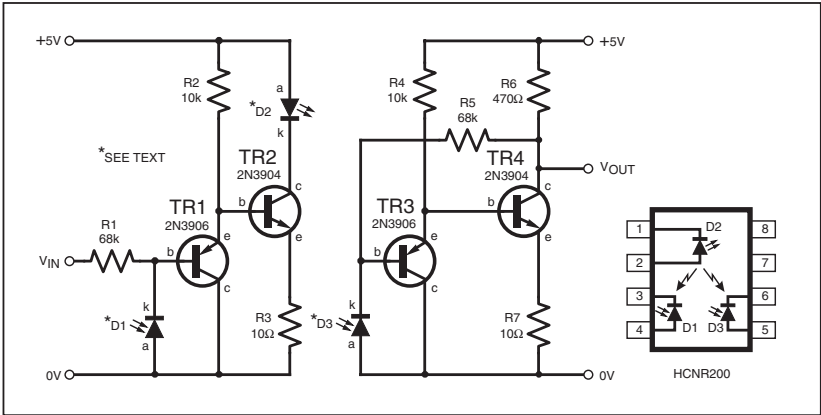 +5V
+5V
R2
10k
a
*D2
k
R4
10k
R5
68k
R6
470Ω
*SEE TEXT
TR2
2N3904
c
b
e
TR4
2N3904
c
b
e
VOUT
TR1
2N3906
b
e
c
TR3
2N3906
b
e
c
R1
68k
VIN
k
*D1
a
R3
10Ω
k
*D3
a
R7
10Ω
0V
0V
1
2
3
4
D2
D1
D3
8
7
6
5
HCNR200